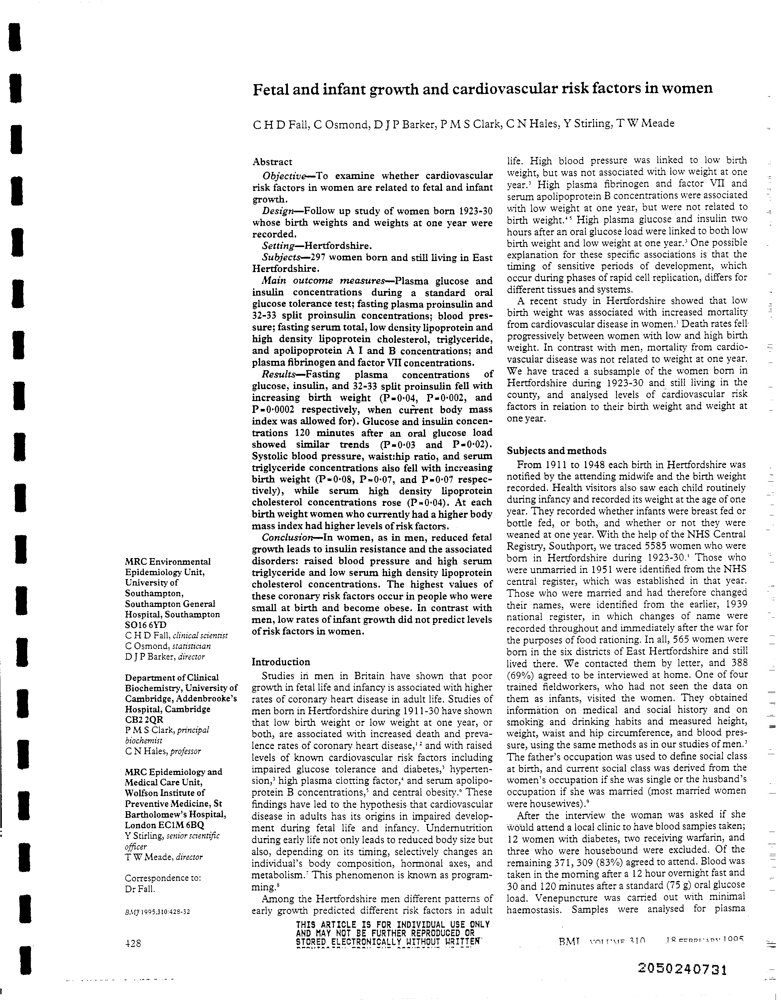 Fetal and infant growth and cardiovascular risk factors in women
C H D Fall, C Osmond, D J P Barker, P M S Clark, C N Hales, Y Stirling, T W Meade
Abstract
Objective—To examine whether cardiovascular
risk factors in women are related to fetal and infant
growth.
Design—Follow up study of women born 1923-30
whose birth weights and weights at one year were
recorded.
Setting—Hertfordshire.
Subjects—297 women born and still living in East
Hertfordshire.
Main outcome measures—Plasma glucose and
insulin concentrations during a standard oral
glucose tolerance test; fasting plasma proinsulin and
32-33 split proinsulin concentrations; blood pres-
sure; fasting serum total, low density lipoprotein and
high density lipoprotein cholesterol, triglyceride,
and apolipoprotein A I and B concentrations; and
plasma fibrinogen and factor VII concentrations.
Results—Fasting plasma concentrations of
glucose, insulin, and 32-33 split proinsulin fell with
increasing birth weight (P=0·04, P=0·002, and
P=0·0002 respectively, when current body mass
index was allowed for). Glucose and insulin concen-
trations 120 minutes after an oral glucose load
showed similar trends (P=0·03 and P=0·02).
Systolic blood pressure, waist:hip ratio, and serum
triglyceride concentrations also fell with increasing
birth weight (P=0·08, P=0·07, and P=0·07 respec-
tively), while serum high density lipoprotein
cholesterol concentrations rose (P=0·04). At each
birth weight women who currently had a higher body
mass index had higher levels of risk factors.
Conclusion—In women, as in men, reduced fetal
growth leads to insulin resistance and the associated
disorders: raised blood pressure and high serum
triglyceride and low serum high density lipoprotein
cholesterol concentrations. The highest values of
these coronary risk factors occur in people who were
small at birth and become obese. In contrast with
men, low rates of infant growth did not predict levels
of risk factors in women.
Introduction
Studies in men in Britain have shown that poor
growth in fetal life and infancy is associated with higher
rates of coronary heart disease in adult life. Studies of
men born in Hertfordshire during 1911-30 have shown
that low birth weight or low weight at one year, or
both, are associated with increased death and preva-
lence rates of coronary heart disease,¹ ² and with raised
levels of known cardiovascular risk factors including
impaired glucose tolerance and diabetes,³ hyperten-
sion,³ high plasma clotting factor,⁴ and serum apolipo-
protein B concentrations,⁵ and central obesity.⁶ These
findings have led to the hypothesis that cardiovascular
disease in adults has its origins in impaired develop-
ment during fetal life and infancy. Undernutrition
during early life not only leads to reduced body size but
also, depending on its timing, selectively changes an
individual's body composition, hormonal axes, and
metabolism.⁷ This phenomenon is known as program-
ming.⁸
Among the Hertfordshire men different patterns of
early growth predicted different risk factors in adult
life. High blood pressure was linked to low birth
weight, but was not associated with low weight at one
year.³ High plasma fibrinogen and factor VII and
serum apolipoprotein B concentrations were associated
with low weight at one year, but were not related to
birth weight.⁴ ⁵ High plasma glucose and insulin two
hours after an oral glucose load were linked to both low
birth weight and low weight at one year.³ One possible
explanation for these specific associations is that the
timing of sensitive periods of development, which
occur during phases of rapid cell replication, differs for
different tissues and systems.
A recent study in Hertfordshire showed that low
birth weight was associated with increased mortality
from cardiovascular disease in women.¹ Death rates fell
progressively between women with low and high birth
weight. In contrast with men, mortality from cardio-
vascular disease was not related to weight at one year.
We have traced a subsample of the women born in
Hertfordshire during 1923-30 and still living in the
county, and analysed levels of cardiovascular risk
factors in relation to their birth weight and weight at
one year.
Subjects and methods
From 1911 to 1948 each birth in Hertfordshire was
notified by the attending midwife and the birth weight
recorded. Health visitors also saw each child routinely
during infancy and recorded its weight at the age of one
year. They recorded whether infants were breast fed or
bottle fed, or both, and whether or not they were
weaned at one year. With the help of the NHS Central
Registry, Southport, we traced 5585 women who were
born in Hertfordshire during 1923-30.¹ Those who
were unmarried in 1951 were identified from the NHS
central register, which was established in that year.
Those who were married and had therefore changed
their names, were identified from the earlier, 1939
national register, in which changes of name were
recorded throughout and immediately after the war for
the purposes of food rationing. In all, 565 women were
born in the six districts of East Hertfordshire and still
lived there. We contacted them by letter, and 388
(69%) agreed to be interviewed at home. One of four
trained fieldworkers, who had not seen the data on
them as infants, visited the women. They obtained
information on medical and social history and on
smoking and drinking habits and measured height,
weight, waist and hip circumference, and blood pres-
sure, using the same methods as in our studies of men.³
The father's occupation was used to define social class
at birth, and current social class was derived from the
women's occupation if she was single or the husband's
occupation if she was married (most married women
were housewives).⁹
After the interview the woman was asked if she
would attend a local clinic to have blood samples taken;
12 women with diabetes, two receiving warfarin, and
three who were housebound were excluded. Of the
remaining 371, 309 (83%) agreed to attend. Blood was
taken in the morning after a 12 hour overnight fast and
30 and 120 minutes after a standard (75 g) oral glucose
load. Venepuncture was carried out with minimal
haemostasis. Samples were analysed for plasma
MRC Environmental
Epidemiology Unit,
University of
Southampton,
Southampton General
Hospital, Southampton
SO16 6YD
C H D Fall, clinical scientist
C Osmond, statistician
D J P Barker, director
Department of Clinical
Biochemistry, University of
Cambridge, Addenbrooke's
Hospital, Cambridge
CB2 2QR
P M S Clark, principal
biochemist
C N Hales, professor
MRC Epidemiology and
Medical Care Unit,
Wolfson Institute of
Preventive Medicine, St
Bartholomew's Hospital,
London EC1M 6BQ
Y Stirling, senior scientific
officer
T W Meade, director
Correspondence to:
Dr Fall.
BMJ 1995;310:428-32
428
THIS ARTICLE IS FOR INDIVIDUAL USE ONLY
AND MAY NOT BE FURTHER REPRODUCED OR
STORED ELECTRONICALLY WITHOUT WRITTEN
BMJ VOLUME 310 18 FEBRUARY 1995
2050240731